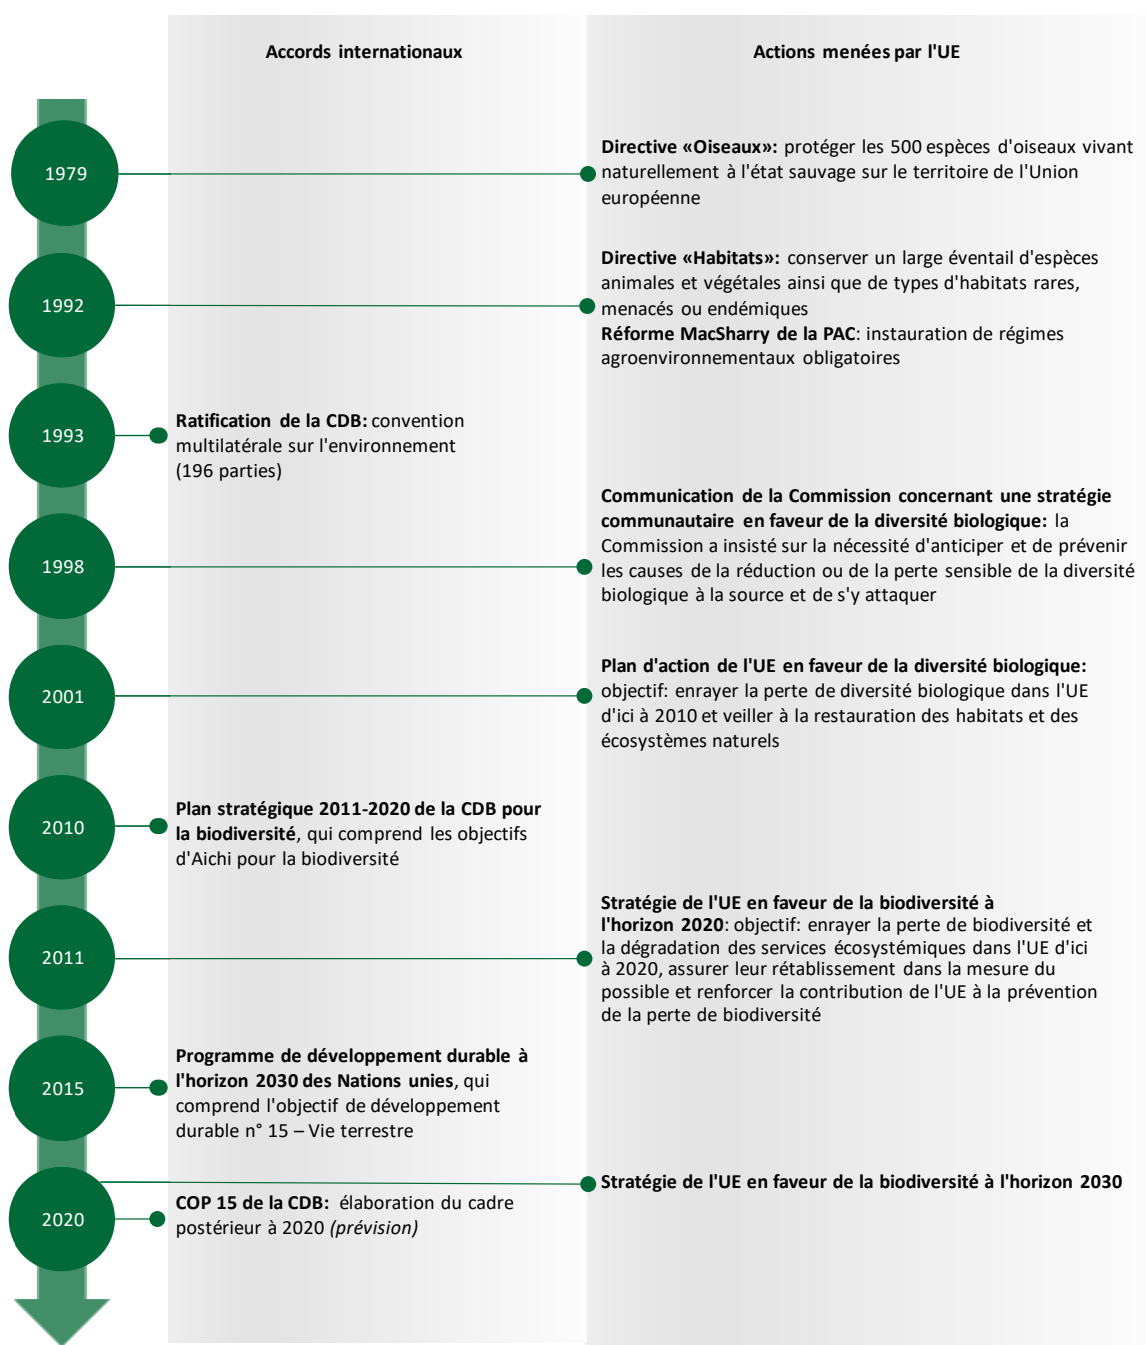 Accords internationaux
Actions menées par l'UE
1979
Directive «Oiseaux»: protéger les 500 espèces d'oiseaux vivant
naturellement à l'état sauvage sur le territoire de l'Union
européenne
1992
Directive «Habitats»: conserver un large éventail d'espèces
animales et végétales ainsi que de types d'habitats rares,
menacés ou endémiques
Réforme MacSharry de la PAC: instauration de régimes
agroenvironnementaux obligatoires
1993
Ratification de la CDB: convention
multilatérale sur l'environnement
(196 parties)
1998
Communication de la Commission concernant une stratégie
communautaire en faveur de la diversité biologique: la
Commission a insisté sur la nécessité d'anticiper et de prévenir
les causes de la réduction ou de la perte sensible de la diversité
biologique à la source et de s'y attaquer
2001
Plan d'action de l'UE en faveur de la diversité biologique:
objectif: enrayer la perte de diversité biologique dans l'UE
d'ici à 2010 et veiller à la restauration des habitats et des
écosystèmes naturels
2010
Plan stratégique 2011-2020 de la CDB pour
la biodiversité, qui comprend les objectifs
d'Aichi pour la biodiversité
2011
Stratégie de l'UE en faveur de la biodiversité à
l'horizon 2020: objectif: enrayer la perte de biodiversité et
la dégradation des services écosystémiques dans l'UE d'ici
à 2020, assurer leur rétablissement dans la mesure du
possible et renforcer la contribution de l'UE à la prévention
de la perte de biodiversité
2015
Programme de développement durable à
l'horizon 2030 des Nations unies, qui
comprend l'objectif de développement
durable n° 15 – Vie terrestre
2020
Stratégie de l'UE en faveur de la biodiversité à l'horizon 2030
COP 15 de la CDB: élaboration du cadre
postérieur à 2020 (prévision)